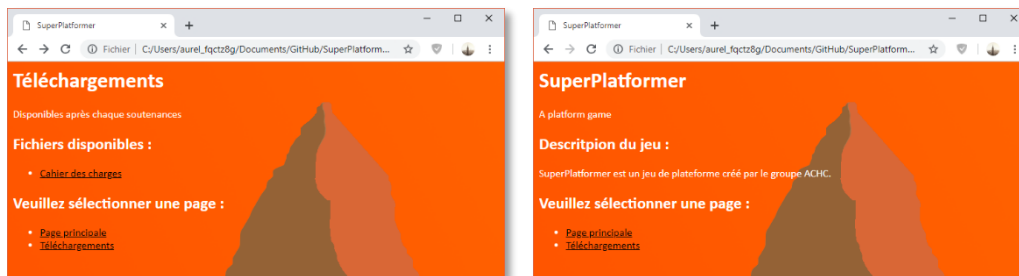 SuperPlatformer
Fichier | C:/Users/aurel_fqctz8g/Documents/GitHub/SuperPlatform...
Téléchargements
Disponibles après chaque soutenances
Fichiers disponibles :
Cahier des charges
Veuillez sélectionner une page :
Page principale
Téléchargements
SuperPlatformer
Fichier | C:/Users/aurel_fqctz8g/Documents/GitHub/SuperPlatform...
SuperPlatformer
A platform game
Descritpion du jeu :
SuperPlatformer est un jeu de plateforme créé par le groupe ACHC.
Veuillez sélectionner une page :
Page principale
Téléchargements